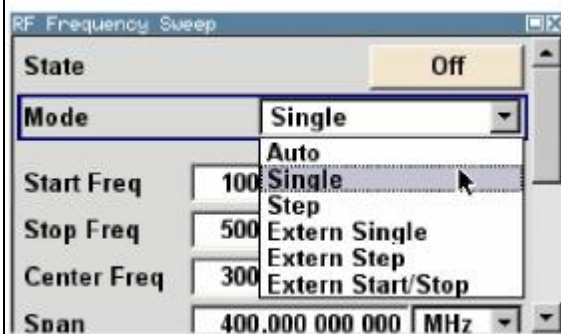 RF Frequency Sweep
State Off
Mode Single
Auto
Single
Step
Extern Single
Extern Step
Extern Start/Stop
Start Freq 100
Stop Freq 500
Center Freq 300
Span 400.000 000 000 MHz